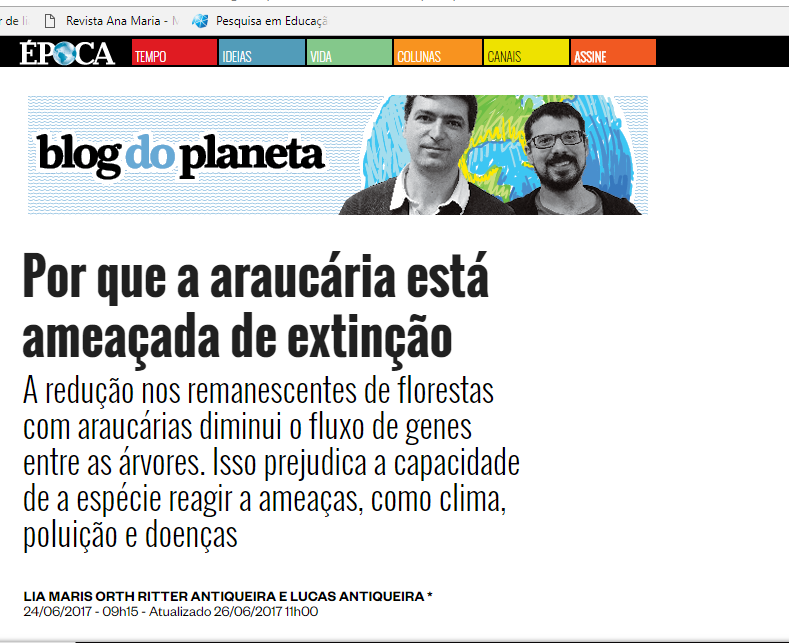 r de li Revista Ana Maria - N Pesquisa em Educaçã
ÉPOCA TEMPO IDEIAS VIDA COLUNAS CANAIS ASSINE
blog do planeta
Por que a araucária está
ameaçada de extinção
A redução nos remanescentes de florestas
com araucárias diminui o fluxo de genes
entre as árvores. Isso prejudica a capacidade
de a espécie reagir a ameaças, como clima,
poluição e doenças
LIA MARIS ORTH RITTER ANTIQUEIRA E LUCAS ANTIQUEIRA *
24/06/2017 - 09h15 - Atualizado 26/06/2017 11h00